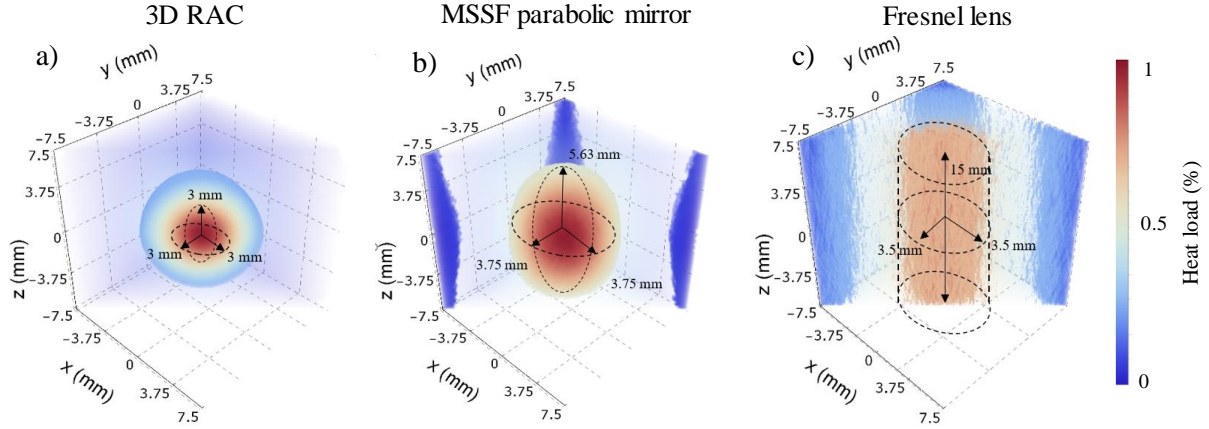 3D RAC
MSSF parabolic mirror
Fresnel lens
a)
y (mm)
7.5
3.75
0
−3.75
−7.5
7.5
3.75
0
−3.75
−7.5
z (mm)
−3.75
0
3.75
7.5
x (mm)
3 mm
3 mm
3 mm
b)
y (mm)
7.5
3.75
0
−3.75
−7.5
7.5
3.75
0
−3.75
−7.5
z (mm)
−3.75
0
3.75
7.5
x (mm)
5.63 mm
3.75 mm
3.75 mm
c)
y (mm)
7.5
3.75
0
−3.75
−7.5
7.5
3.75
0
−3.75
−7.5
z (mm)
−3.75
0
3.75
7.5
x (mm)
15 mm
3.5 mm
3.5 mm
1
0.5
0
Heat load (%)